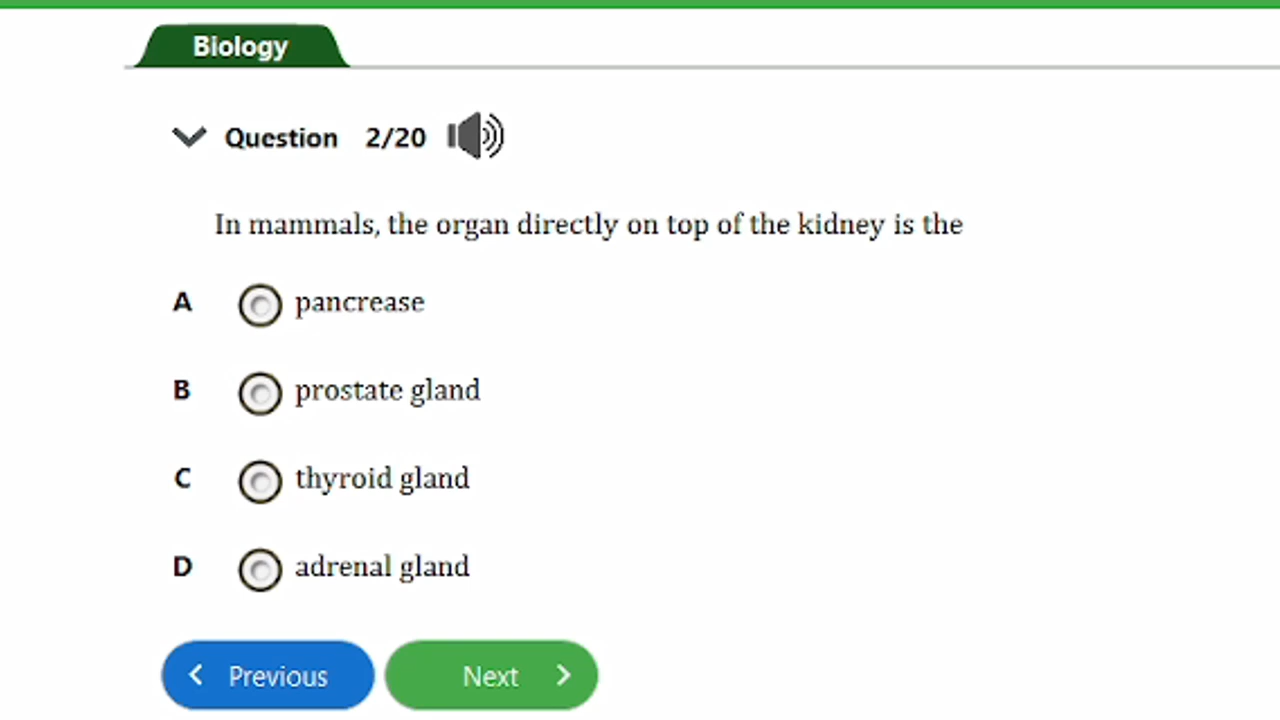 Biology
Question 2/20
In mammals, the organ directly on top of the kidney is the
A pancrease
B prostate gland
C thyroid gland
D adrenal gland
Previous Next